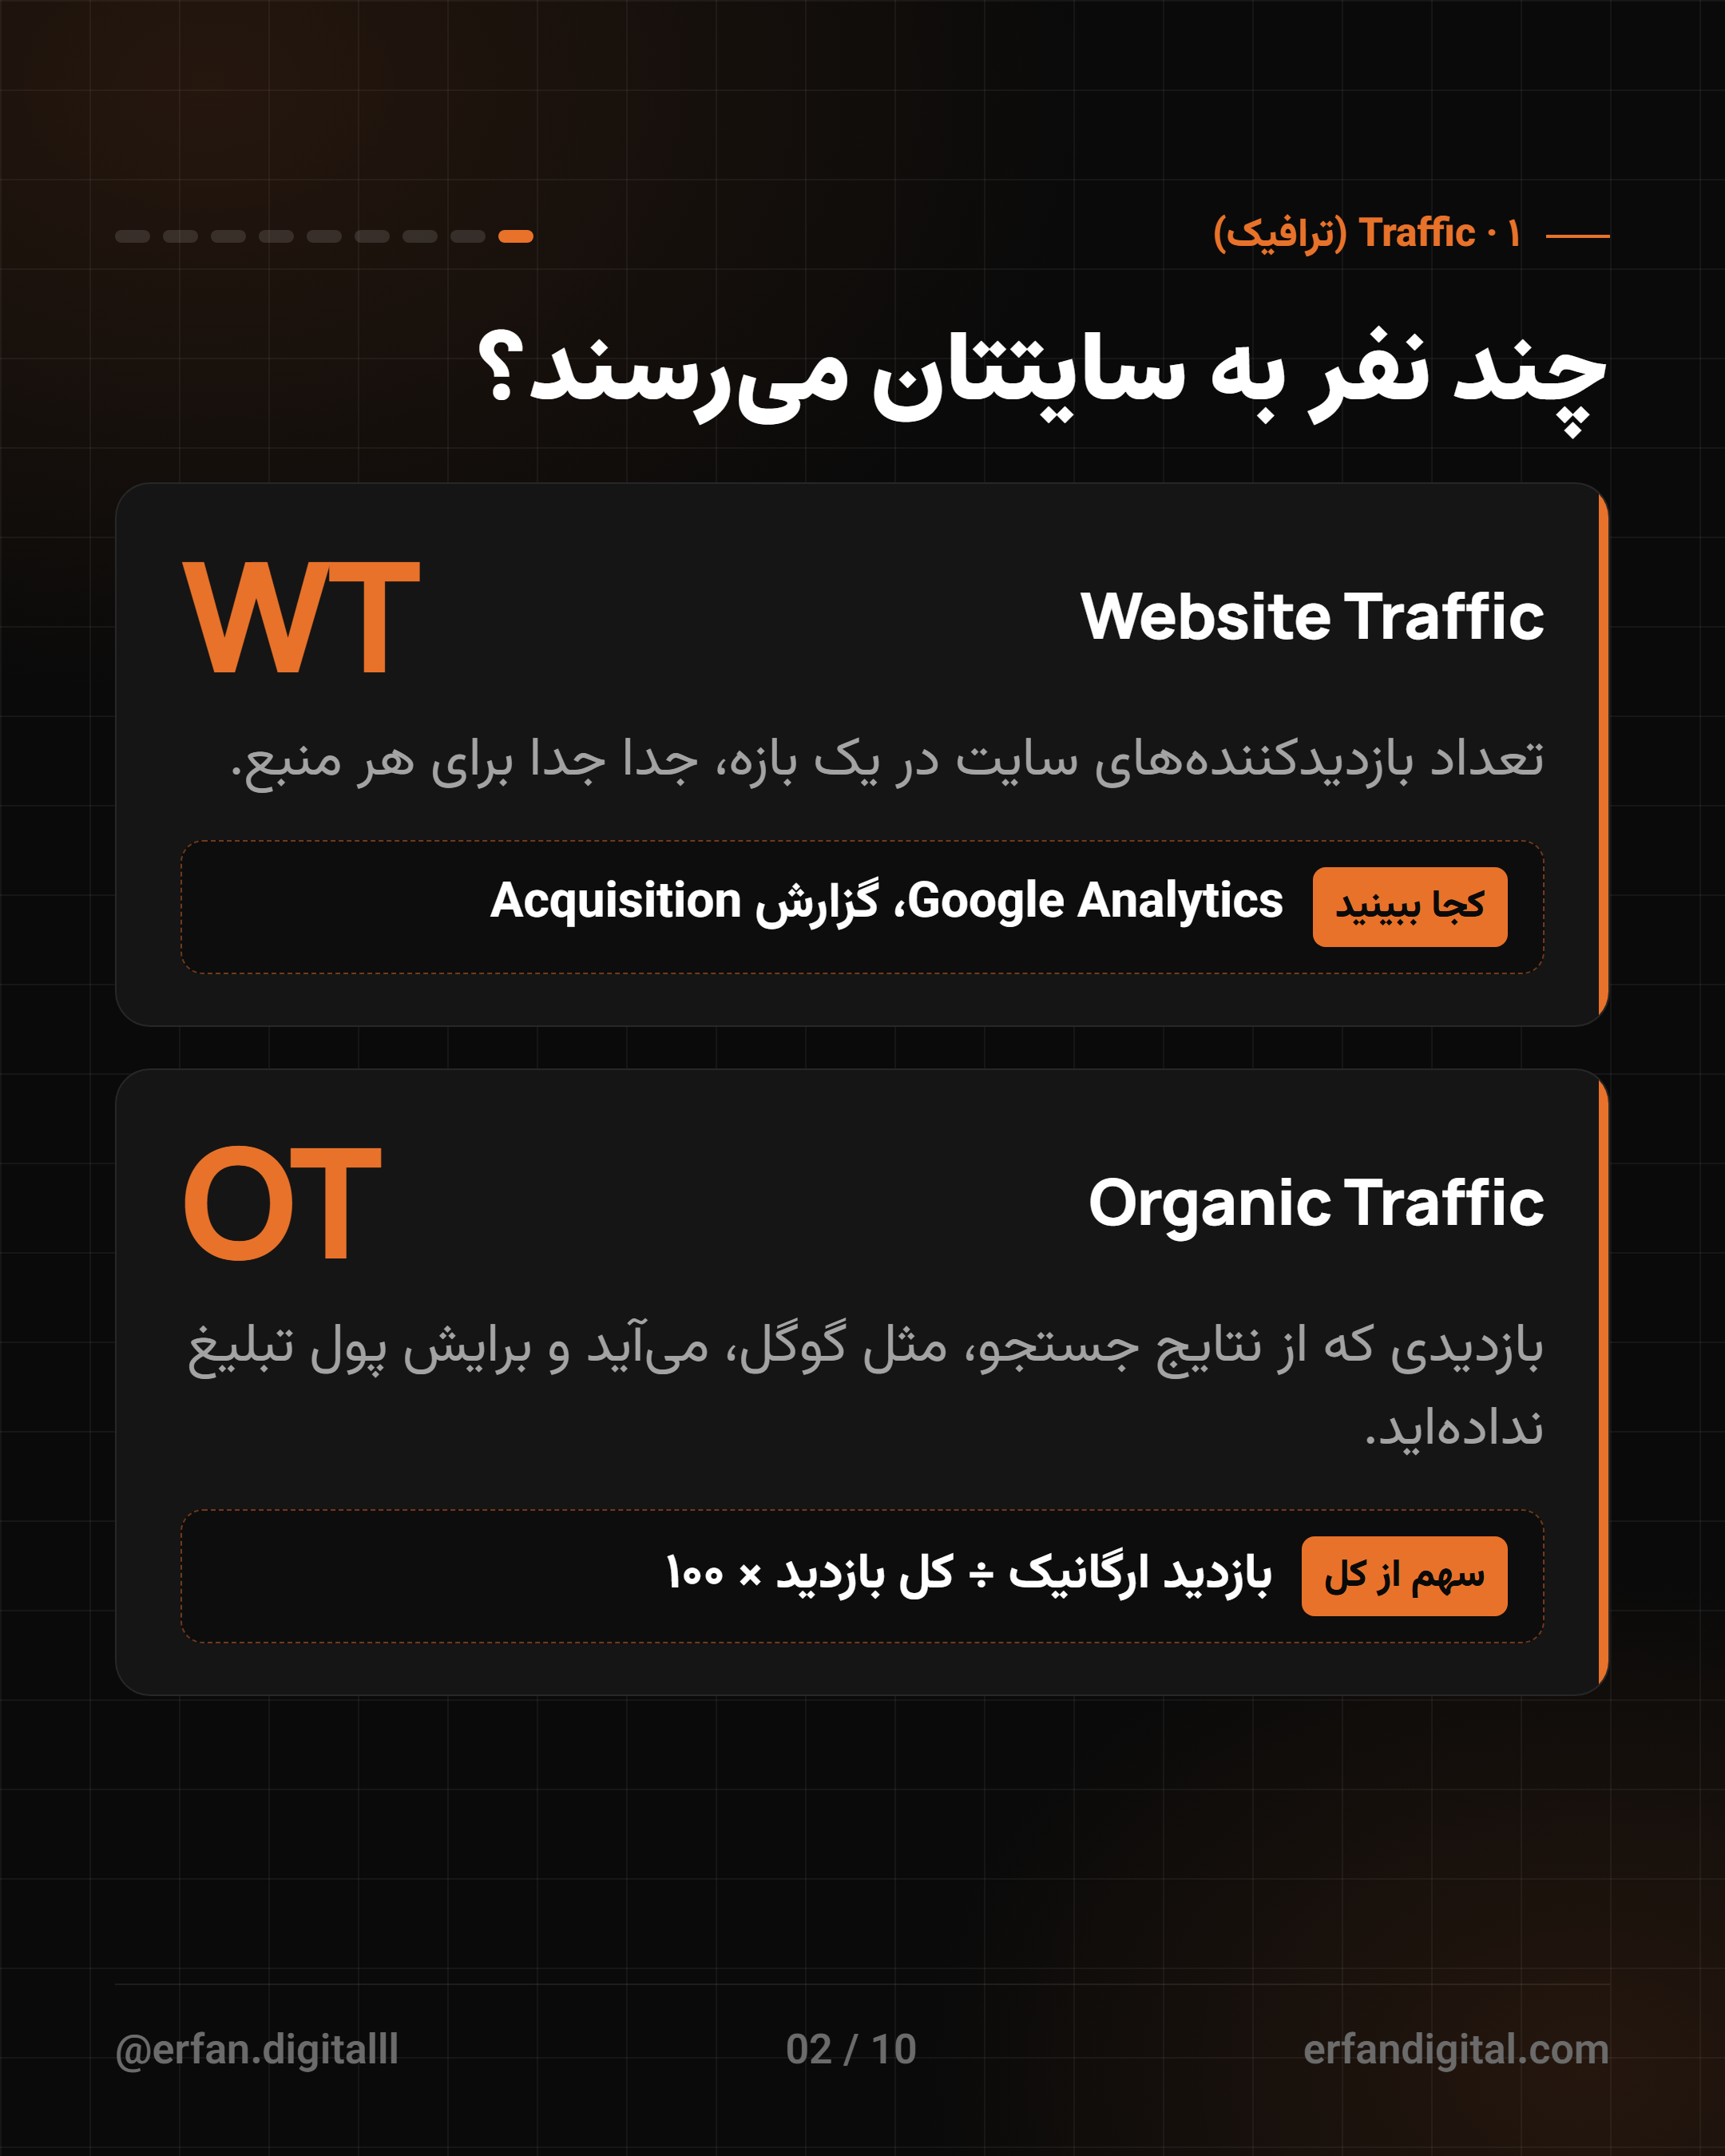 ۱ · Traffic (ترافیک)
چند نفر به سایتتان می‌رسند؟
Website Traffic
WT
تعداد بازدیدکننده‌های سایت در یک بازه، جدا جدا برای هر منبع.
کجا ببینید
Google Analytics، گزارش Acquisition
Organic Traffic
OT
بازدیدی که از نتایج جستجو، مثل گوگل، می‌آید و برایش پول تبلیغ
نداده‌اید.
سهم از کل
بازدید ارگانیک ÷ کل بازدید × ۱۰۰
@erfan.digitalll
02 / 10
erfandigital.com